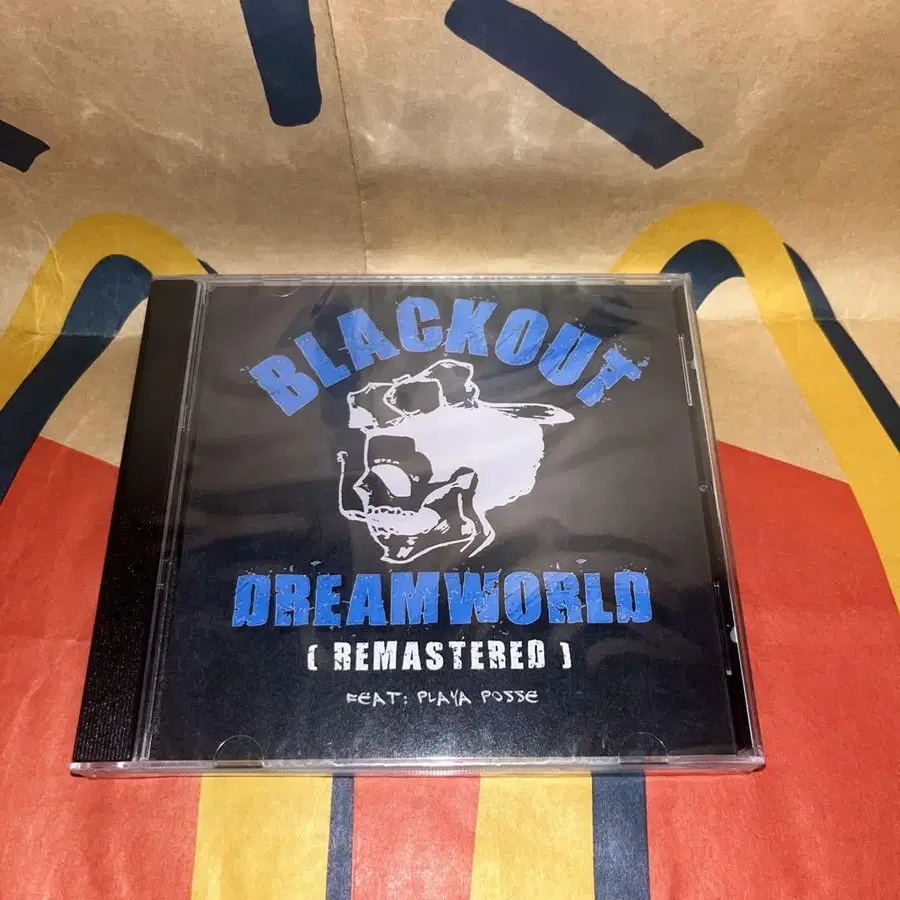 BLACKOUT
DREAMWORLD
( REMASTERED )
FEAT: PLAYA POSSE